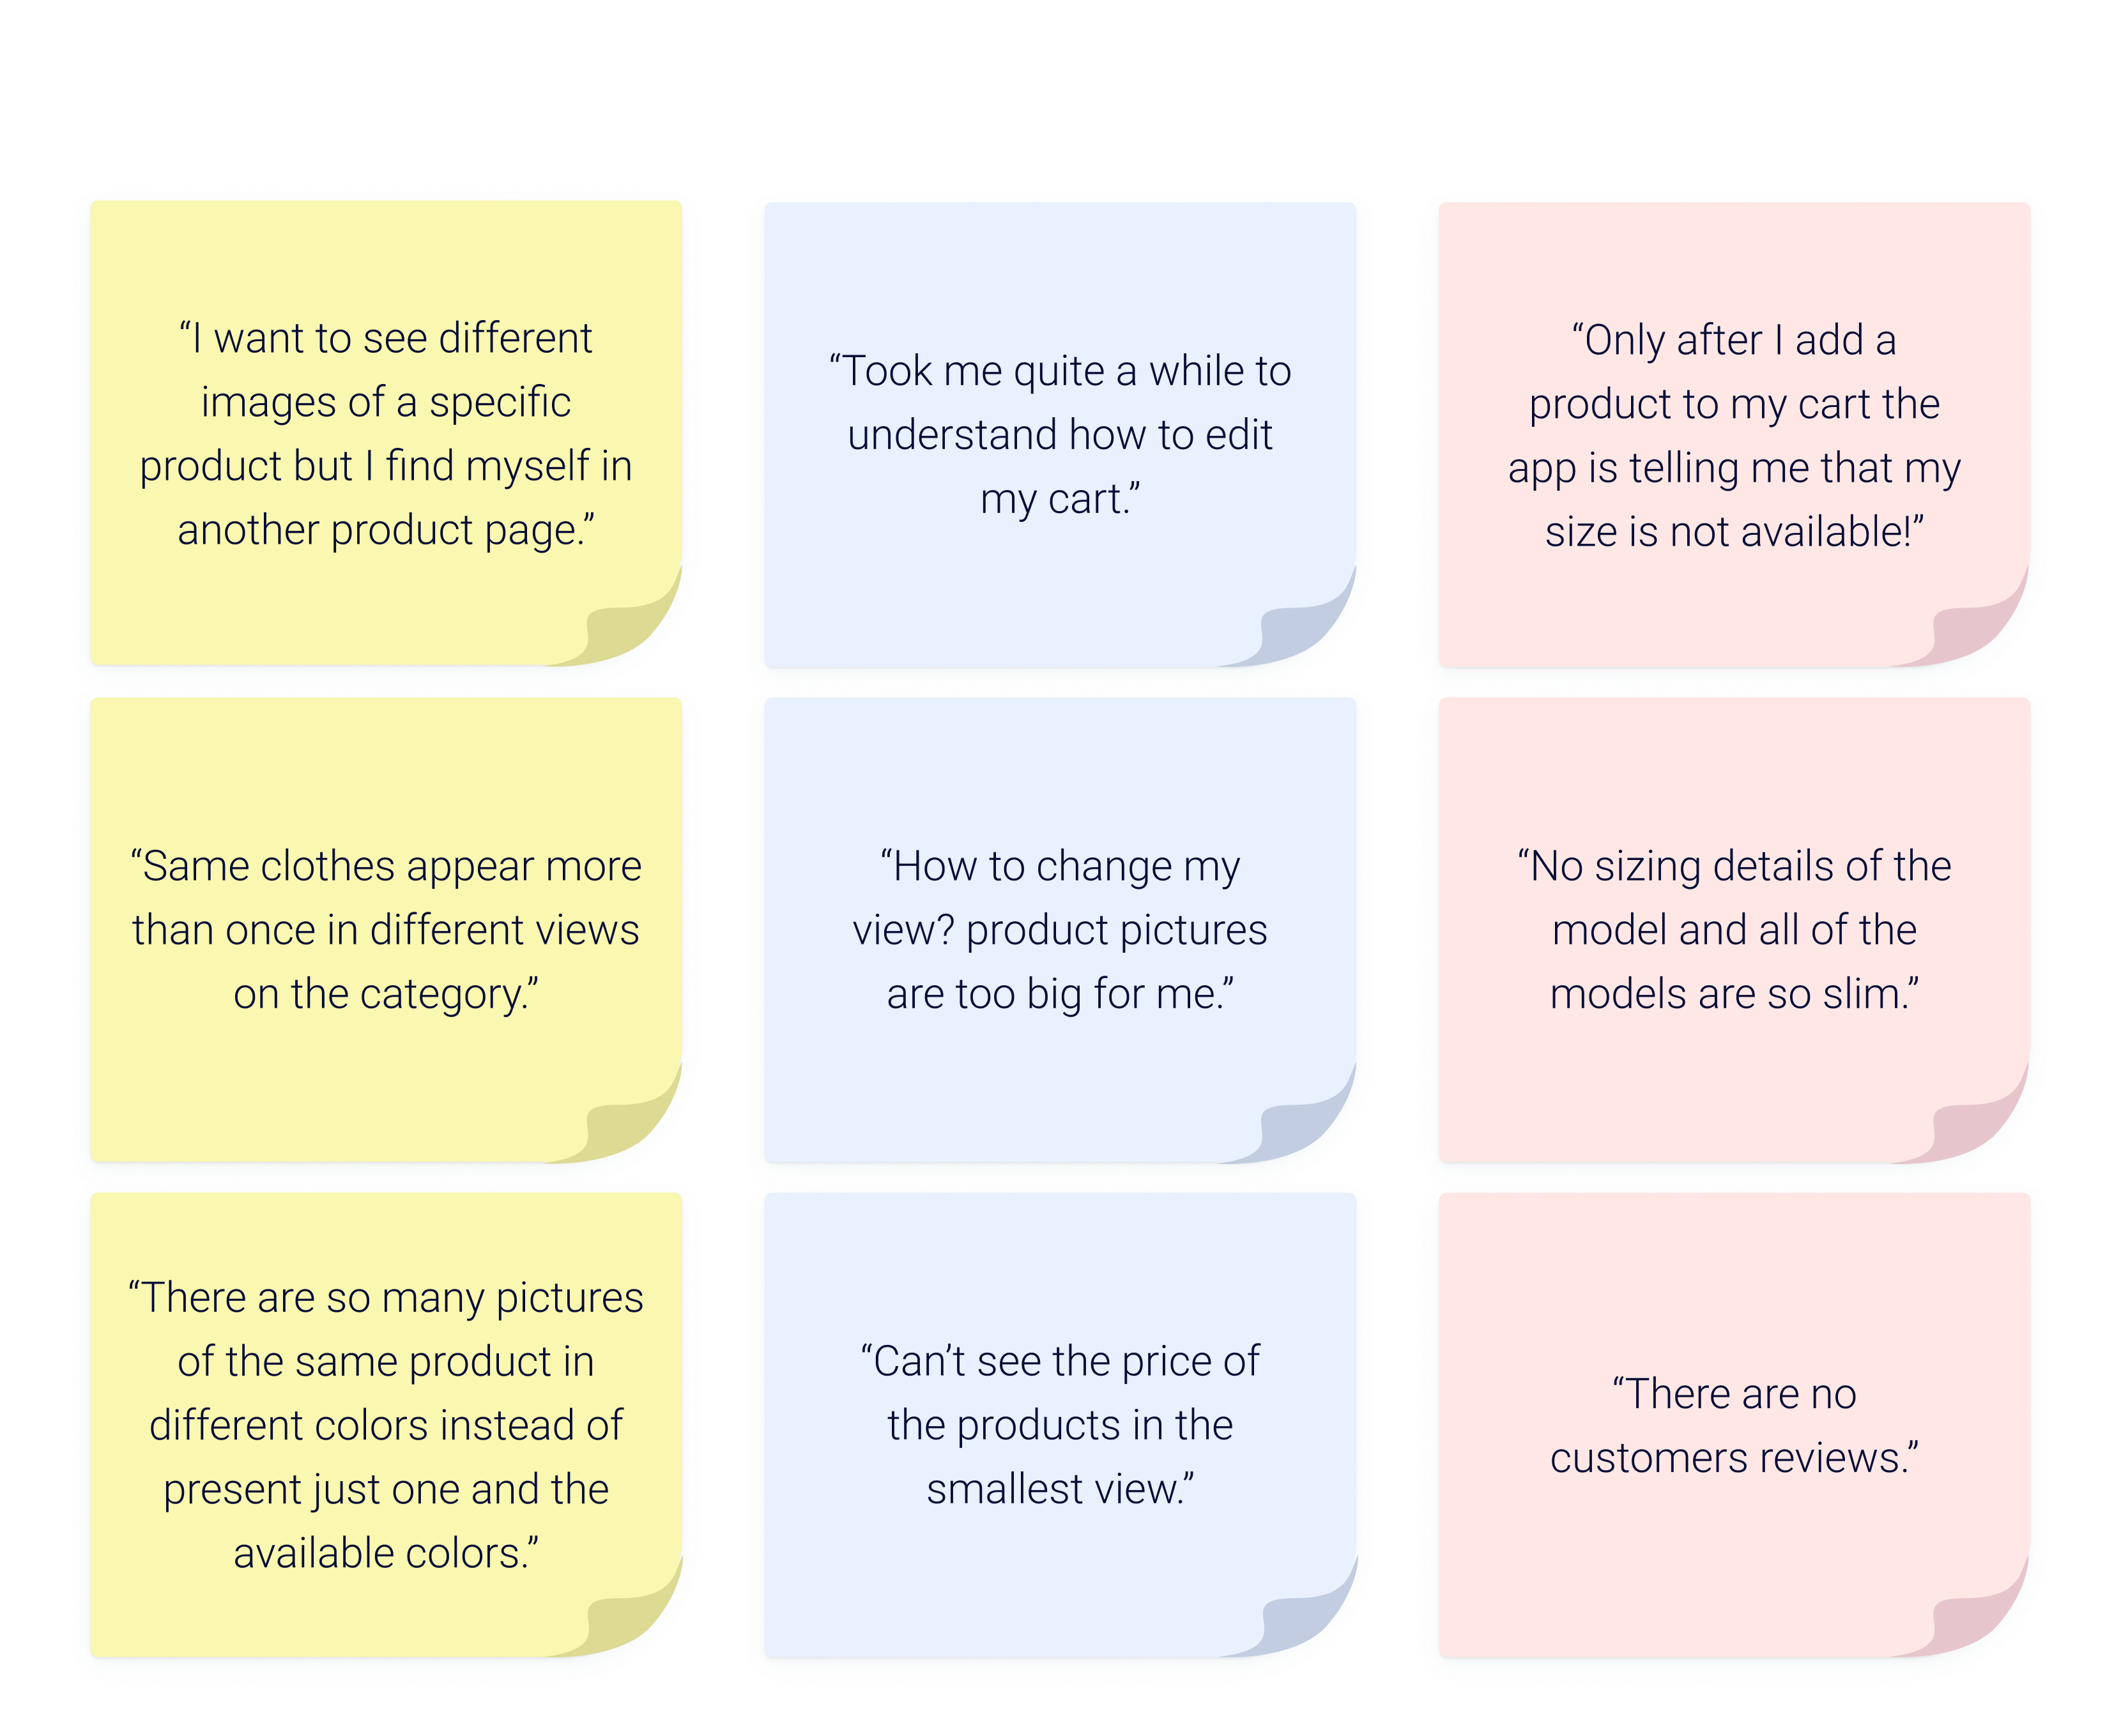 “I want to see different
images of a specific
product but I find myself in
another product page.”
“Took me quite a while to
understand how to edit
my cart.”
“Only after I add a
product to my cart the
app is telling me that my
size is not available!”
“Same clothes appear more
than once in different views
on the category.”
“How to change my
view? product pictures
are too big for me.”
“No sizing details of the
model and all of the
models are so slim.”
“There are so many pictures
of the same product in
different colors instead of
present just one and the
available colors.”
“Can’t see the price of
the products in the
smallest view.”
“There are no
customers reviews.”